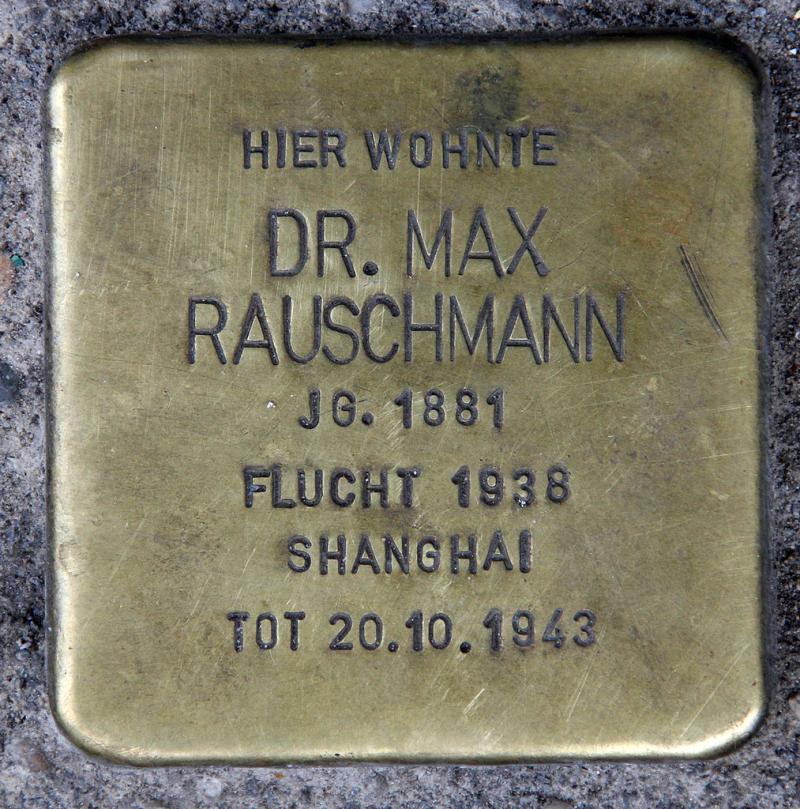 HIER WOHNTE
DR. MAX
RAUSCHMANN
JG. 1881
FLUCHT 1938
SHANGHAI
TOT 20.10.1943